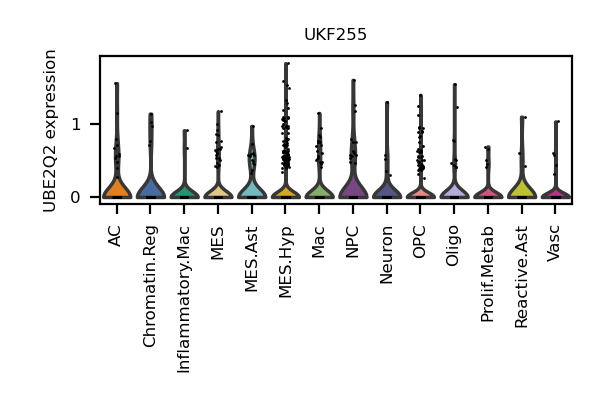 UKF255
UBE2Q2 expression
1
0
AC
Chromatin.Reg
Inflammatory.Mac
MES
MES.Ast
MES.Hyp
Mac
NPC
Neuron
OPC
Oligo
Prolif.Metab
Reactive.Ast
Vasc